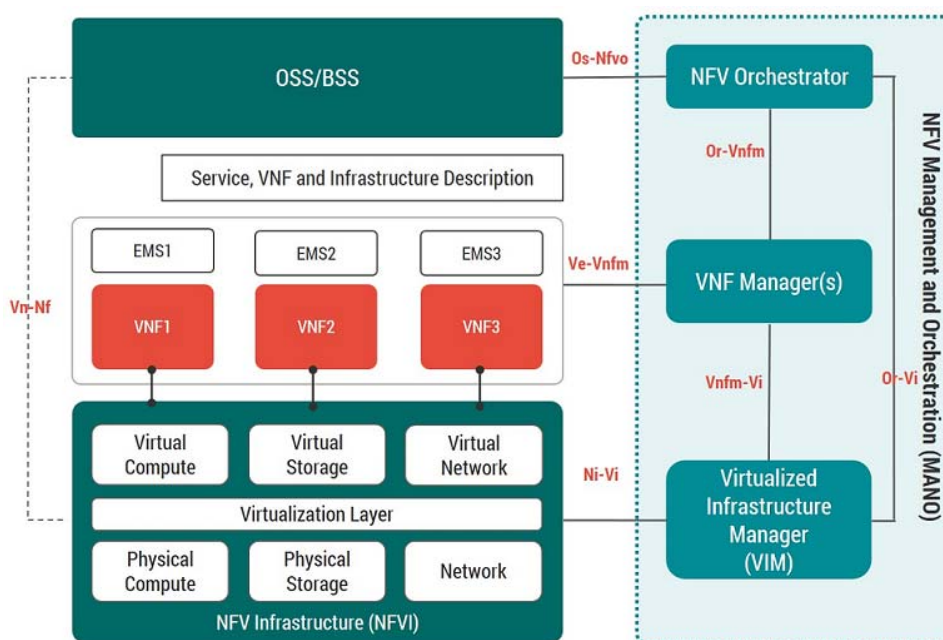 OSS/BSS
Os-Nfvo
NFV Orchestrator
Or-Vnfm
Service, VNF and Infrastructure Description
EMS1
EMS2
EMS3
Ve-Vnfm
VNF Manager(s)
Vn-Nf
VNF1
VNF2
VNF3
Vnfm-Vi
Or-Vi
Virtual
Compute
Virtual
Storage
Virtual
Network
Ni-Vi
Virtualized
Infrastructure
Manager
(VIM)
Virtualization Layer
Physical
Compute
Physical
Storage
Network
NFV Infrastructure (NFVI)
NFV Management and Orchestration (MANO)